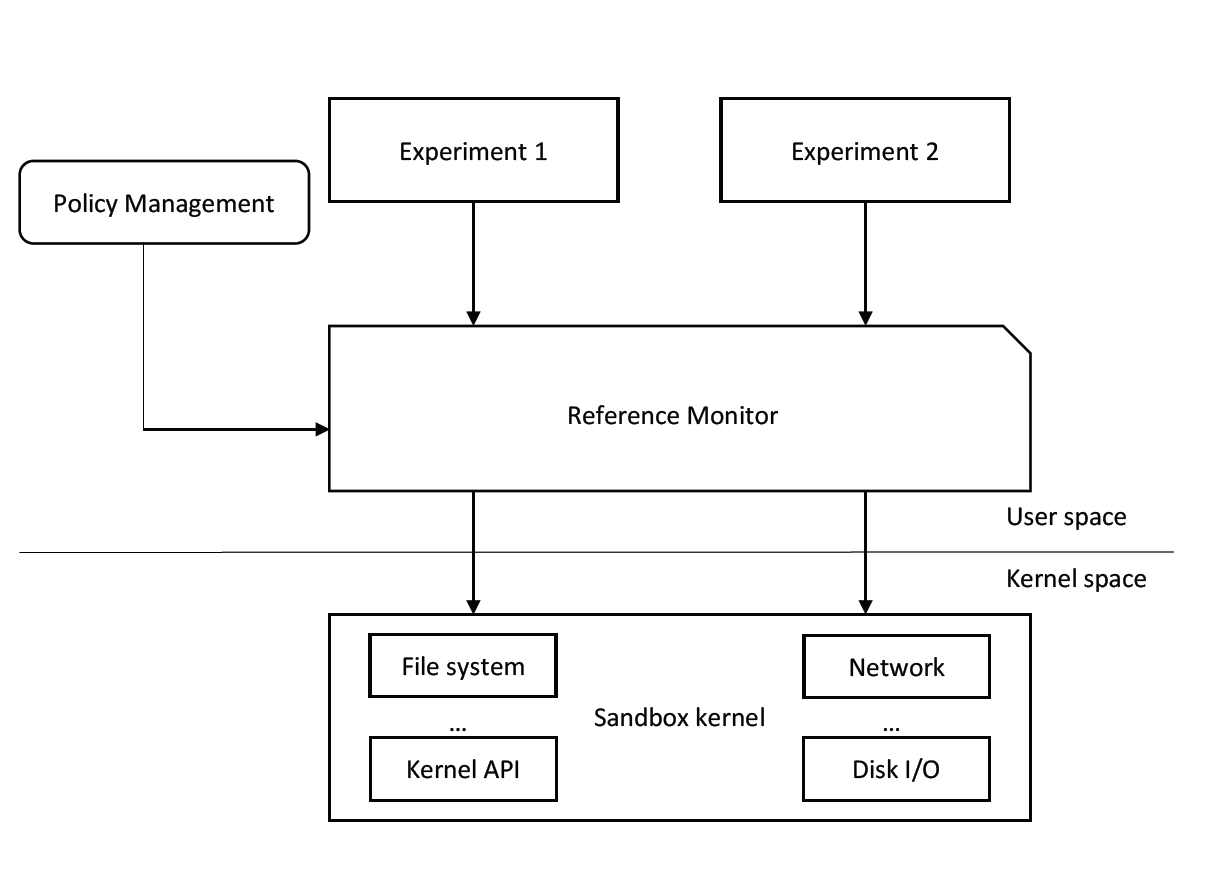 Experiment 1
Experiment 2
Policy Management
Reference Monitor
User space
Kernel space
File system
Network
...
Sandbox kernel
...
Kernel API
Disk I/O